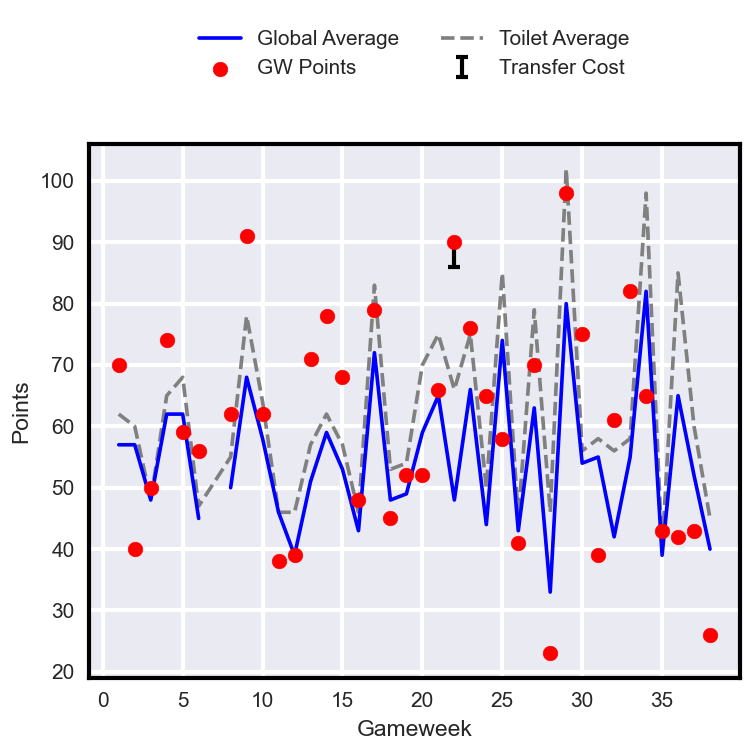 Global Average
Toilet Average
GW Points
Transfer Cost
100
90
80
70
60
50
40
30
20
Points
0 5 10 15 20 25 30 35
Gameweek